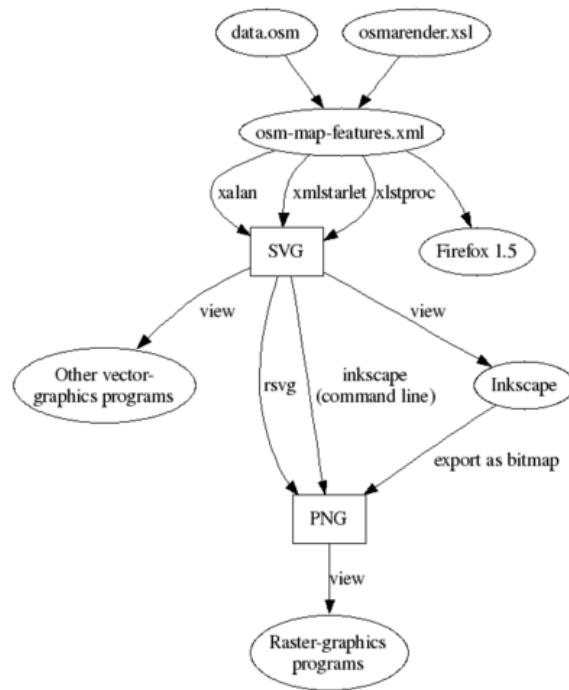 data.osm
osmarender.xsl
osm-map-features.xml
xalan
xmlstarlet
xlstproc
SVG
Firefox 1.5
view
view
Other vector-
graphics programs
rsvg
inkscape
(command line)
Inkscape
export as bitmap
PNG
view
Raster-graphics
programs